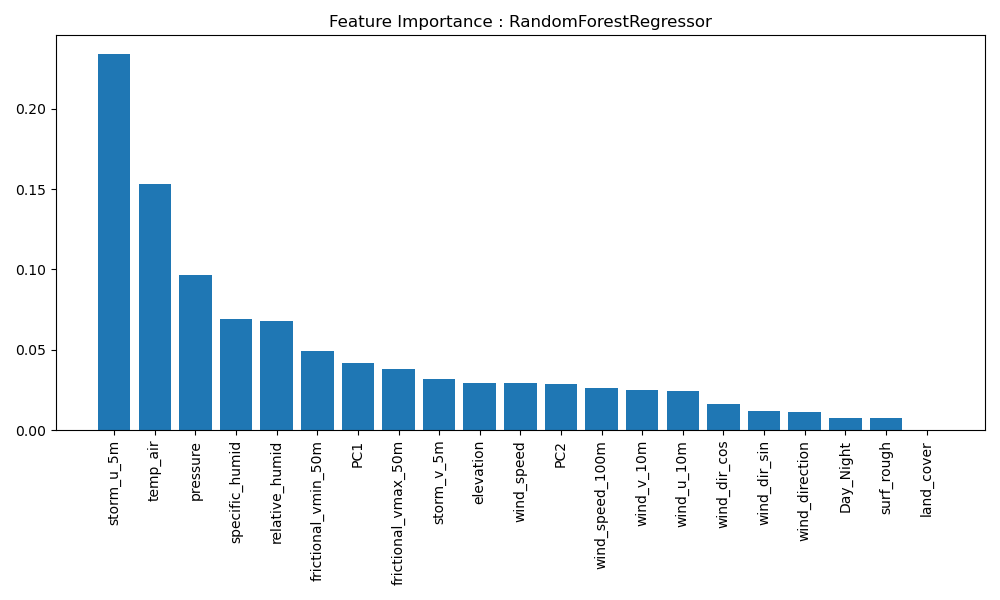 Feature Importance : RandomForestRegressor
0.20
0.15
0.10
0.05
0.00
storm_u_5m
temp_air
pressure
specific_humid
relative_humid
frictional_vmin_50m
PC1
frictional_vmax_50m
storm_v_5m
elevation
wind_speed
PC2
wind_speed_100m
wind_v_10m
wind_u_10m
wind_dir_cos
wind_dir_sin
wind_direction
Day_Night
surf_rough
land_cover